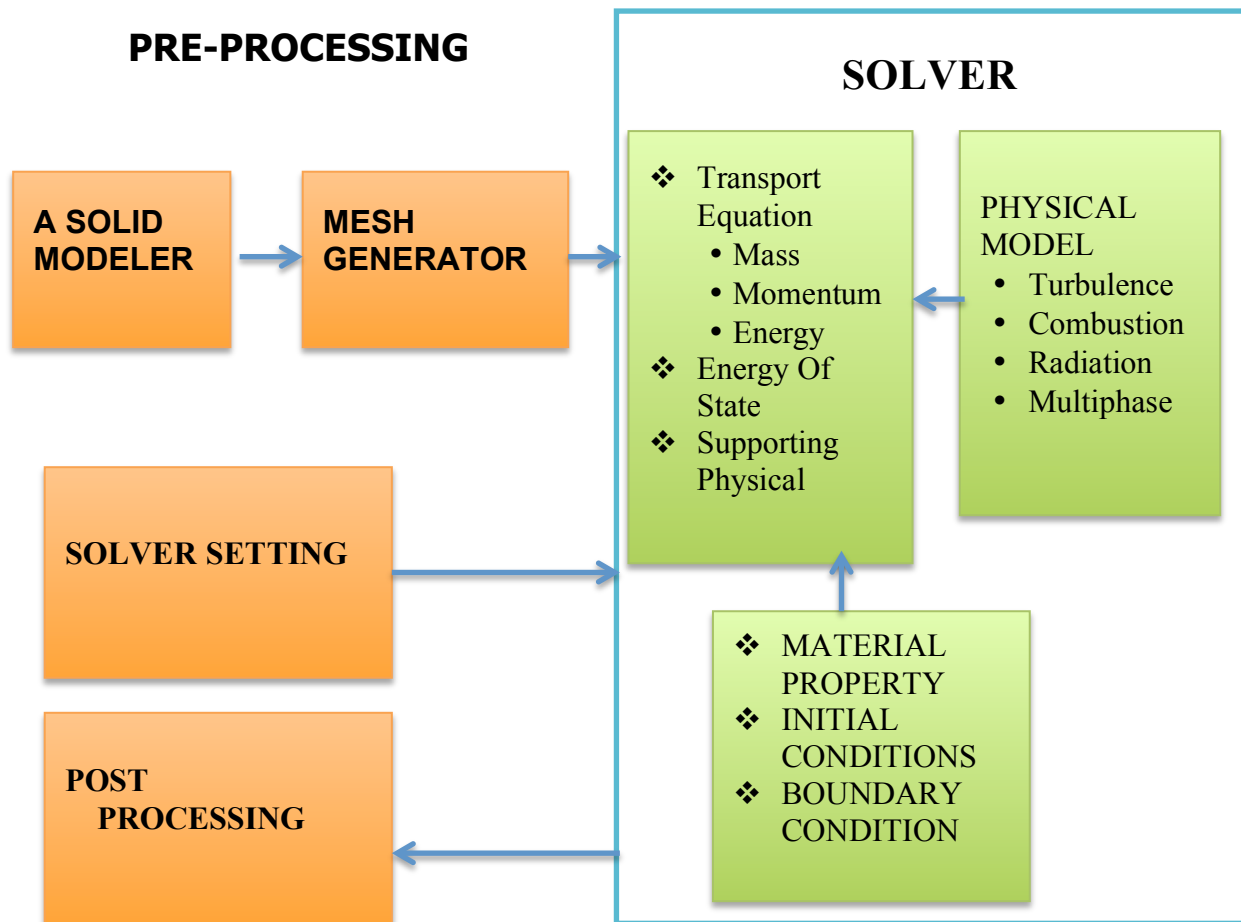 PRE-PROCESSING
A SOLID
MODELER
MESH
GENERATOR
SOLVER SETTING
POST
PROCESSING
SOLVER
❖ Transport
Equation
• Mass
• Momentum
• Energy
❖ Energy Of
State
❖ Supporting
Physical
PHYSICAL
MODEL
• Turbulence
• Combustion
• Radiation
• Multiphase
❖ MATERIAL
PROPERTY
❖ INITIAL
CONDITIONS
❖ BOUNDARY
CONDITION